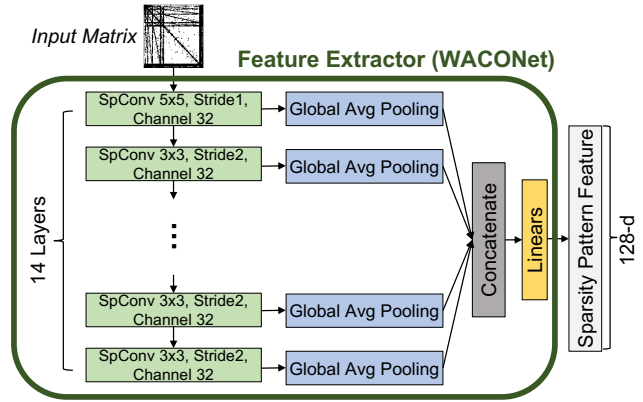 Input Matrix
Feature Extractor (WACONet)
SpConv 5x5, Stride1,
Channel 32
Global Avg Pooling
SpConv 3x3, Stride2,
Channel 32
Global Avg Pooling
14 Layers
Concatenate
Linears
Sparsity Pattern Feature
128-d
SpConv 3x3, Stride2,
Channel 32
Global Avg Pooling
SpConv 3x3, Stride2,
Channel 32
Global Avg Pooling